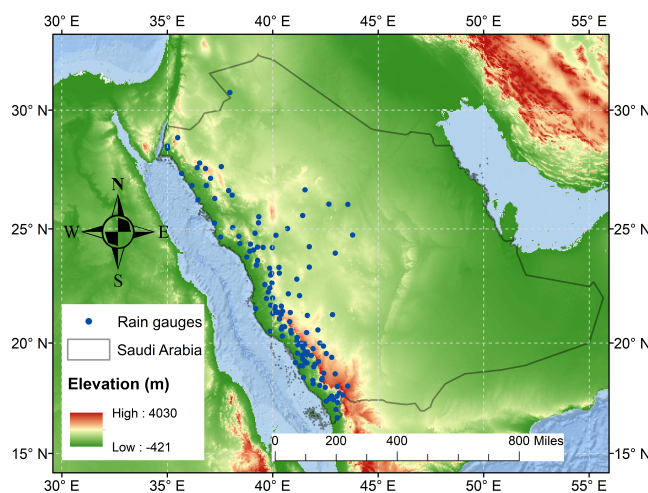 30° E 35° E 40° E 45° E 50° E 55° E
30° N 30° N
25° N 25° N
20° N 20° N
15° N 15° N
N
W E
S
Rain gauges
Saudi Arabia
Elevation (m)
High : 4030
Low : -421
0 200 400 800 Miles
30° E 35° E 40° E 45° E 50° E 55° E